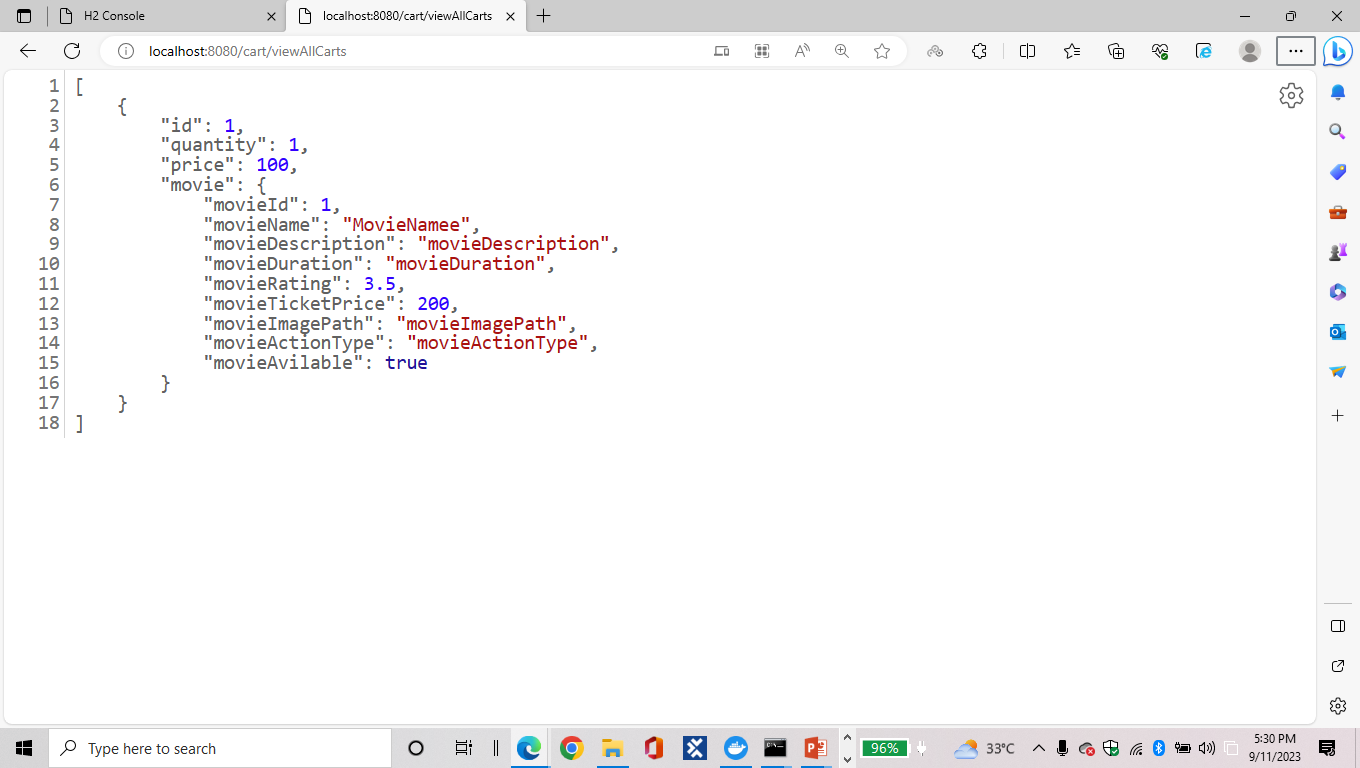 H2 Console
localhost:8080/cart/viewAllCarts
localhost:8080/cart/viewAllCarts
1 [
2 {
3 "id": 1,
4 "quantity": 1,
5 "price": 100,
6 "movie": {
7 "movieId": 1,
8 "movieName": "MovieNamee",
9 "movieDescription": "movieDescription",
10 "movieDuration": "movieDuration",
11 "movieRating": 3.5,
12 "movieTicketPrice": 200,
13 "movieImagePath": "movieImagePath",
14 "movieActionType": "movieActionType",
15 "movieAvilable": true
16 }
17 }
18 ]
Type here to search
96%
33°C
5:30 PM
9/11/2023